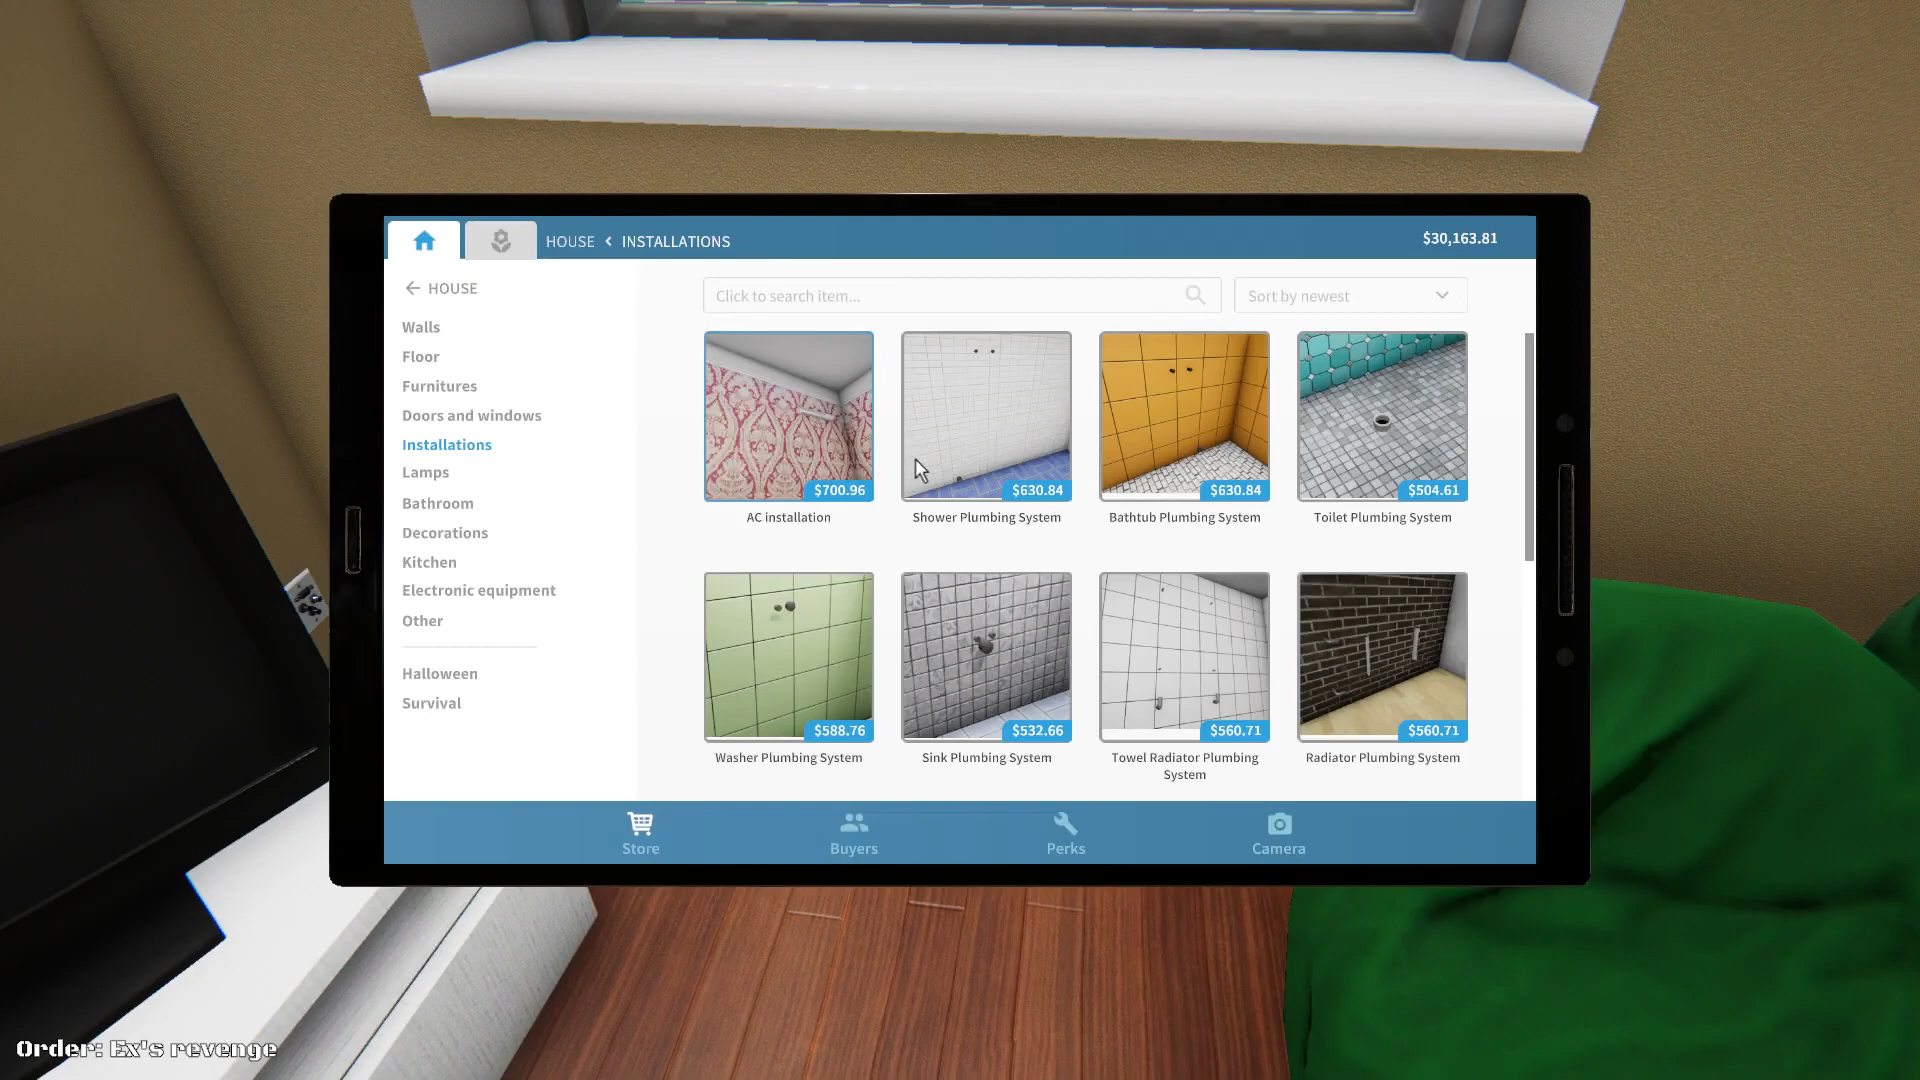 HOUSE < INSTALLATIONS
$30,163.81
HOUSE
Walls
Floor
Furnitures
Doors and windows
Installations
Lamps
Bathroom
Decorations
Kitchen
Electronic equipment
Other
Halloween
Survival
Click to search item...
Sort by newest
$700.96
$630.84
$630.84
$504.61
AC installation
Shower Plumbing System
Bathtub Plumbing System
Toilet Plumbing System
$588.76
$532.66
$560.71
$560.71
Washer Plumbing System
Sink Plumbing System
Towel Radiator Plumbing
System
Radiator Plumbing System
Store
Buyers
Perks
Camera
Order: Ex's revenge